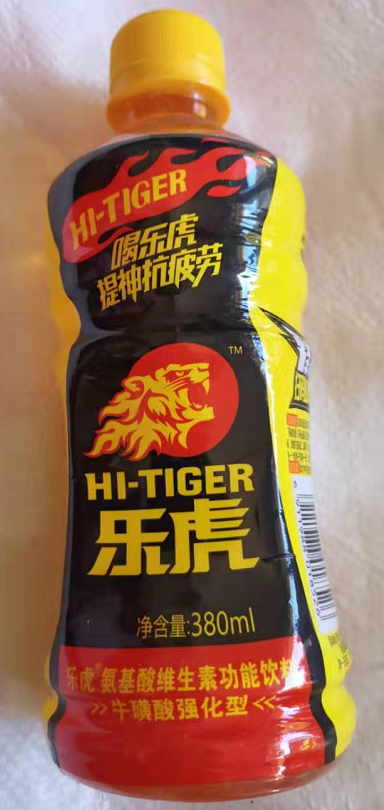 HI-TIGER
喝乐虎
提神抗疲劳
TM
HI-TIGER
乐虎
净含量:380ml
乐虎®氨基酸维生素功能饮料
>>牛磺酸强化型<<